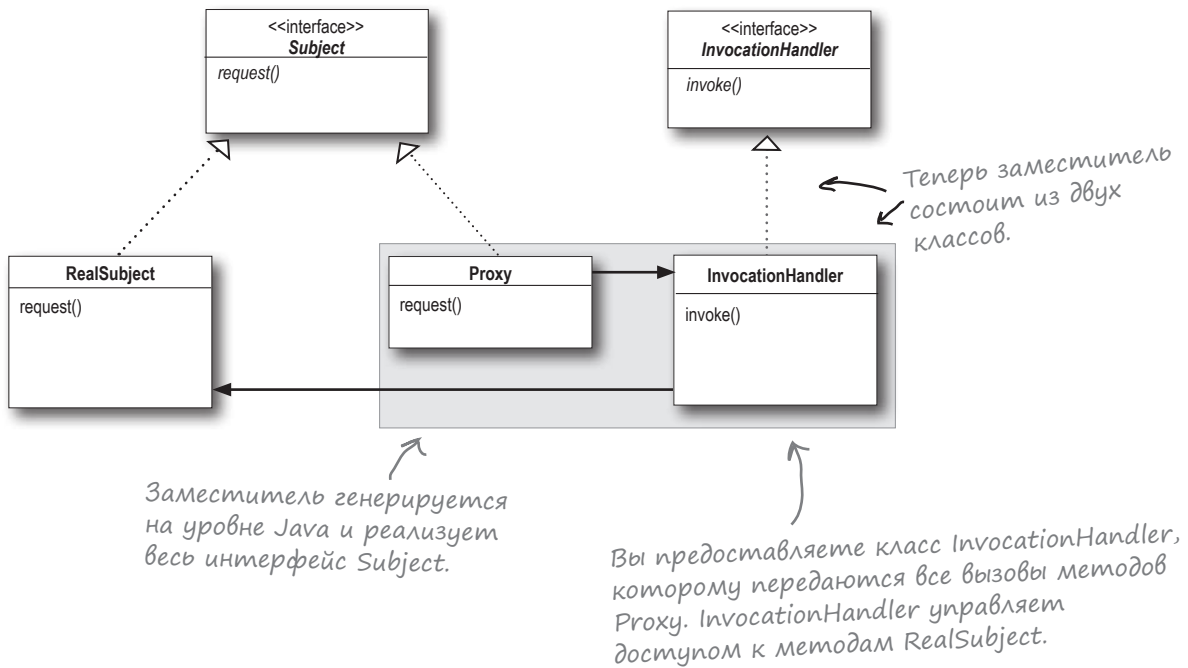 <<interface>>
Subject
request()
<<interface>>
InvocationHandler
invoke()
Теперь заместитель
состоит из двух
классов.
RealSubject
request()
Proxy
request()
InvocationHandler
invoke()
Заместитель генерируется
на уровне Java и реализует
весь интерфейс Subject.
Вы предоставляете класс InvocationHandler,
которому передаются все вызовы методов
Proxy. InvocationHandler управляет
доступом к методам RealSubject.